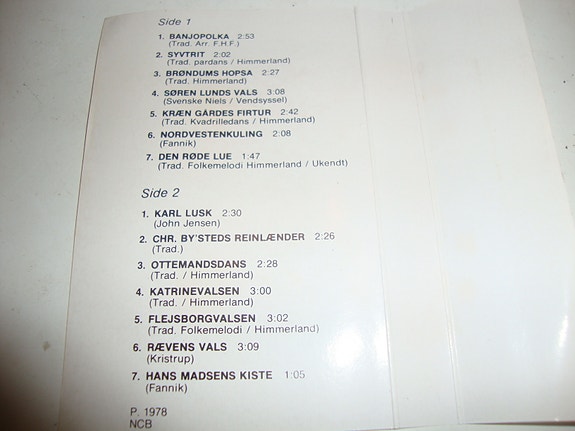 Side 1
1. BANJOPOLKA 2:53
(Trad. Arr. F.H.F.)
2. SYVTRIT 2:02
(Trad. pardans / Himmerland)
3. BRØNDUMS HOPSA 2:27
(Trad. Himmerland)
4. SØREN LUNDS VALS 3:08
(Svenske Niels / Vendsyssel)
5. KRÆN GÅRDES FIRTUR 2:42
(Trad. Kvadrilledans / Himmerland)
6. NORDVESTENKULING 2:08
(Fannik)
7. DEN RØDE LUE 1:47
(Trad. Folkemelodi Himmerland / Ukendt)
Side 2
1. KARL LUSK 2:30
(John Jensen)
2. CHR. BY'STEDS REINLÆNDER 2:26
(Trad.)
3. OTTEMANDSDANS 2:28
(Trad. / Himmerland)
4. KATRINEVALSEN 3:00
(Trad. / Himmerland)
5. FLEJSBORGVALSEN 3:02
(Trad. Folkemelodi / Himmerland)
6. RÆVENS VALS 3:09
(Kristrup)
7. HANS MADSENS KISTE 1:05
(Fannik)
P. 1978
NCB